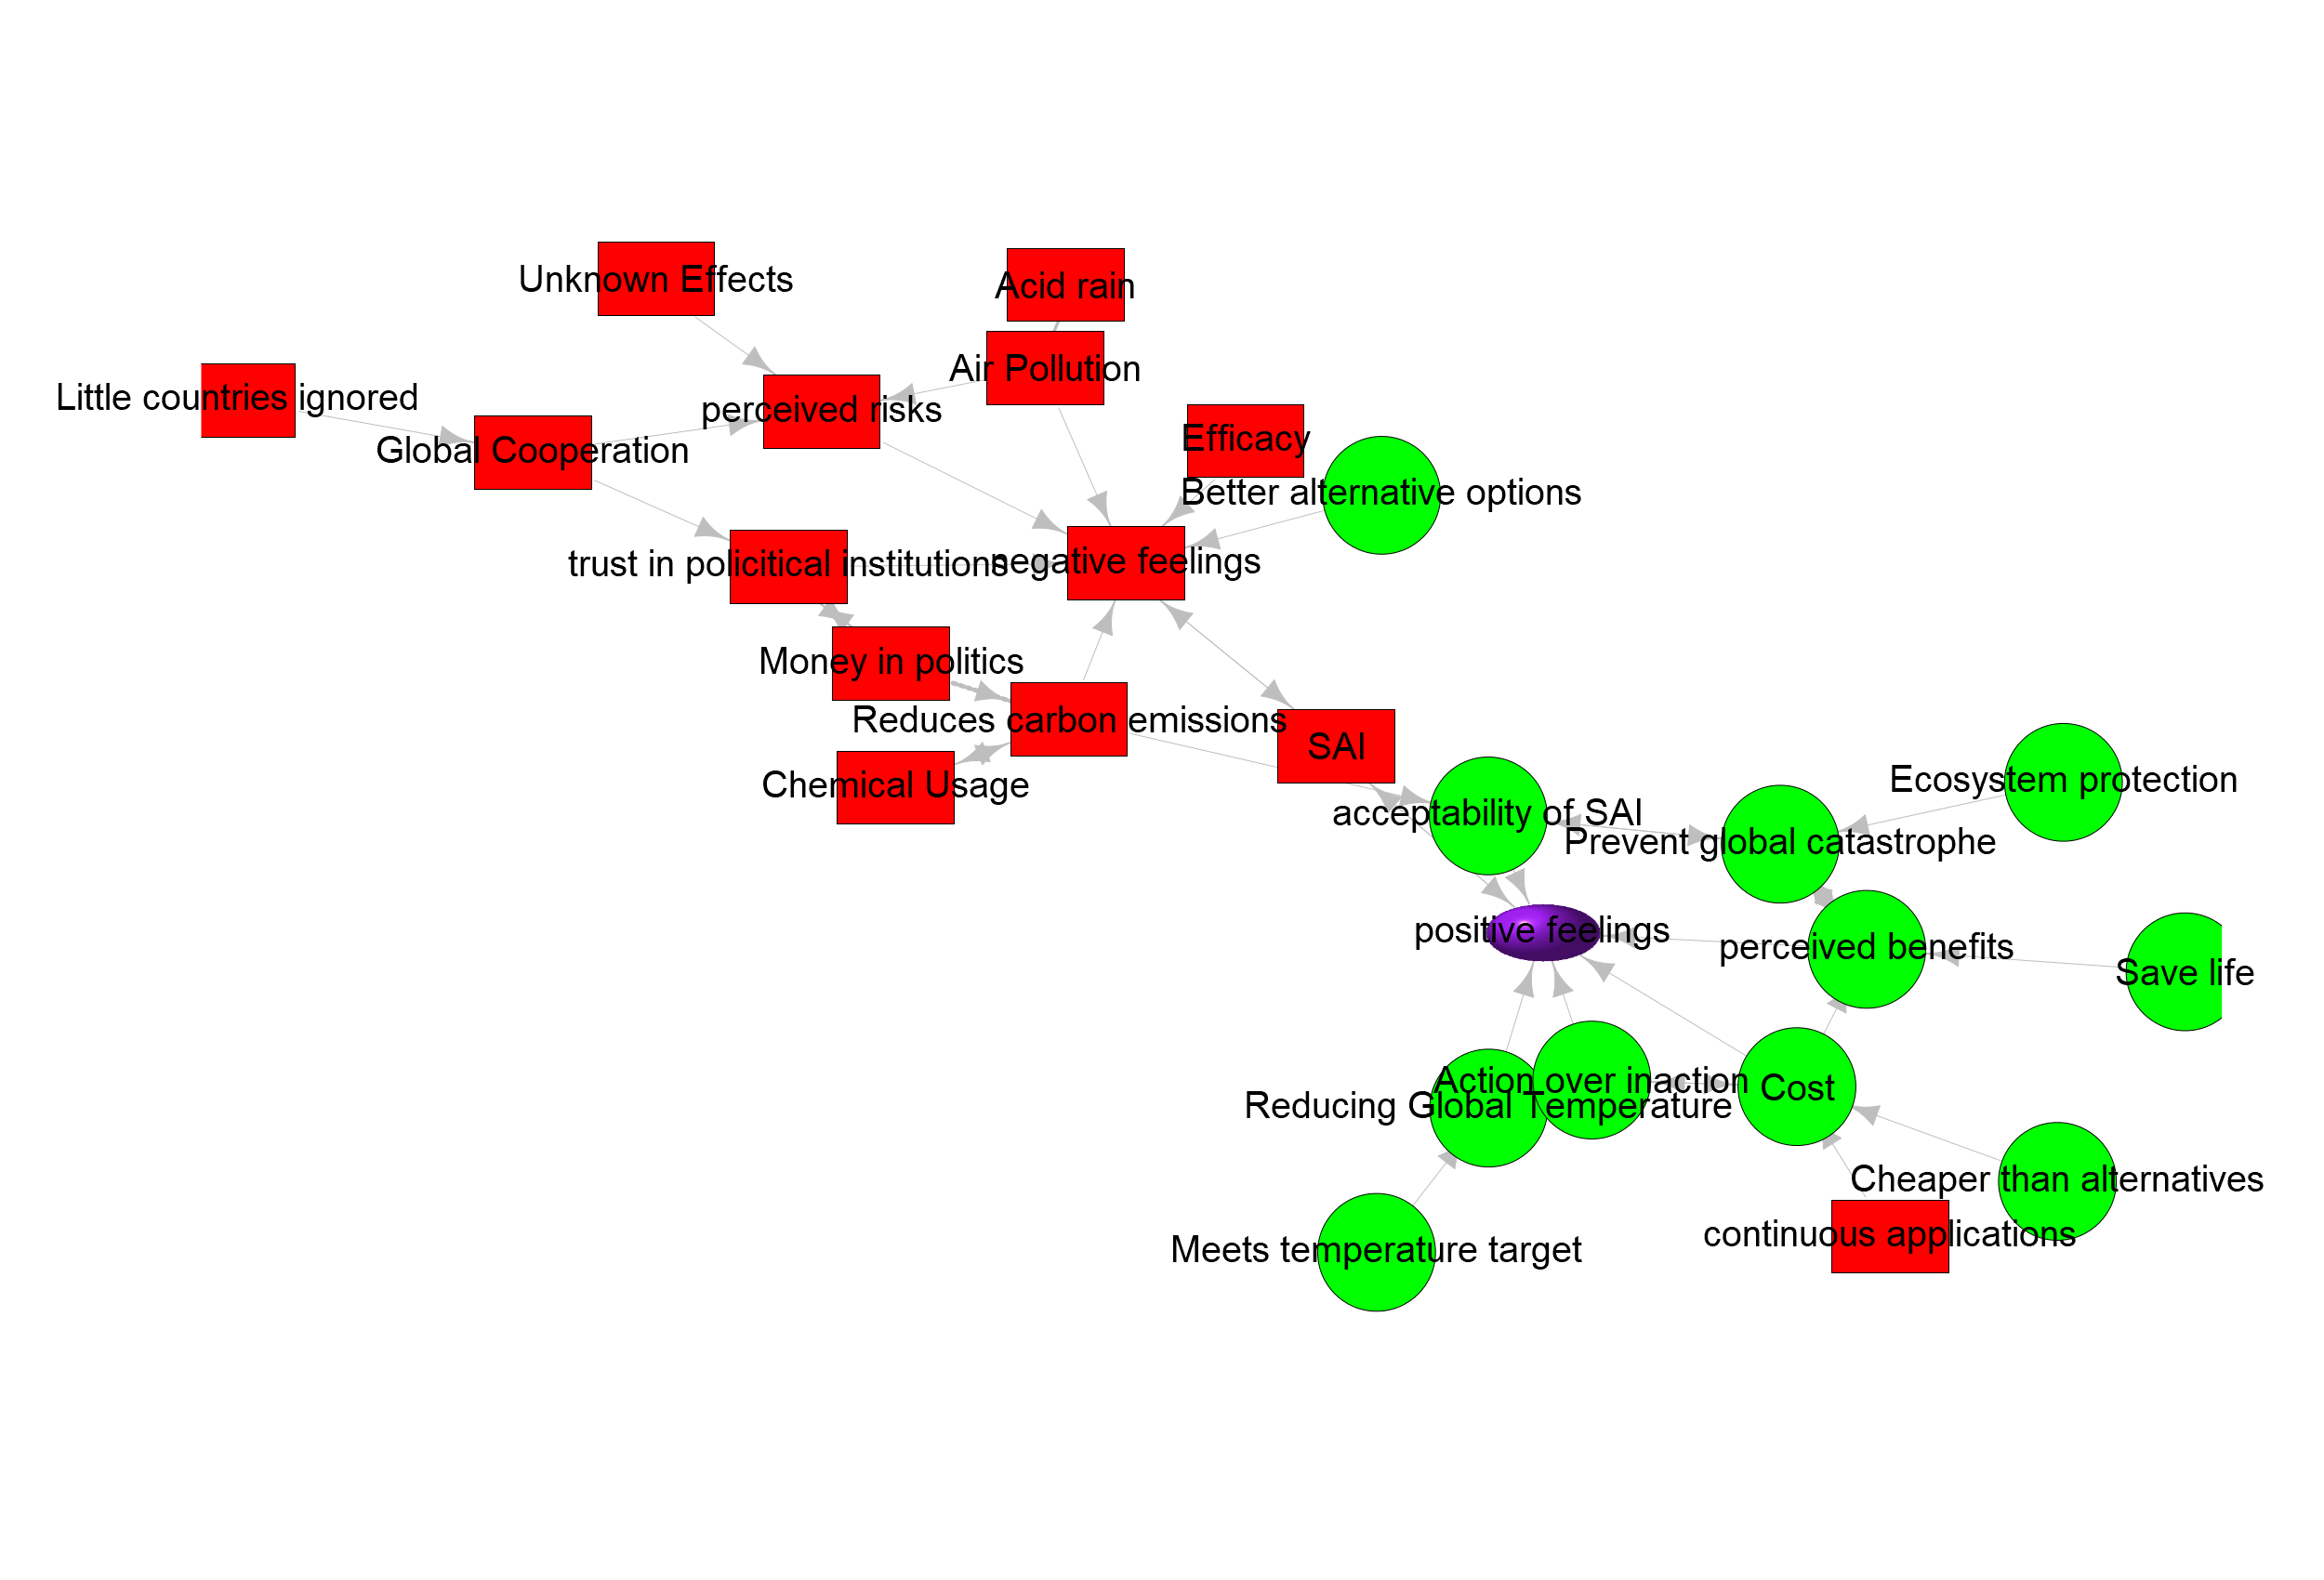 Unknown Effects
Acid rain
Air Pollution
Little countries ignored
perceived risks
Global Cooperation
Efficacy
Better alternative options
trust in policitical institutions
negative feelings
Money in politics
Reduces carbon emissions
SAI
Chemical Usage
Ecosystem protection
acceptability of SAI
Prevent global catastrophe
positive feelings
perceived benefits
Save life
Action over inaction
Cost
Reducing Global Temperature
Cheaper than alternatives
continuous applications
Meets temperature target